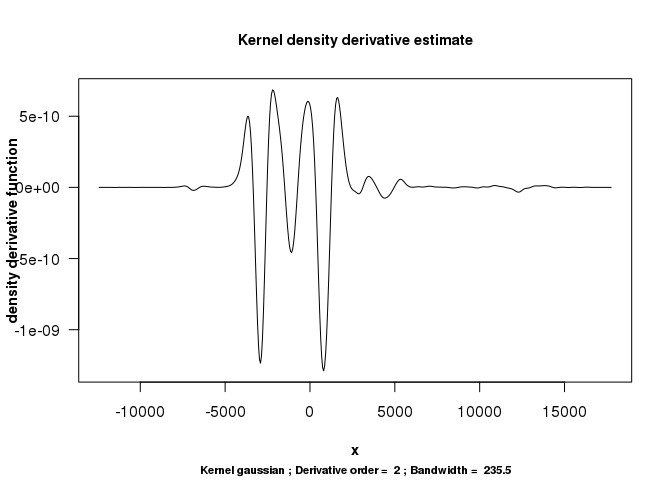 Kernel density derivative estimate
density derivative function
5e-10
0e+00
-5e-10
-1e-09
-10000 -5000 0 5000 10000 15000
x
Kernel gaussian ; Derivative order = 2 ; Bandwidth = 235.5